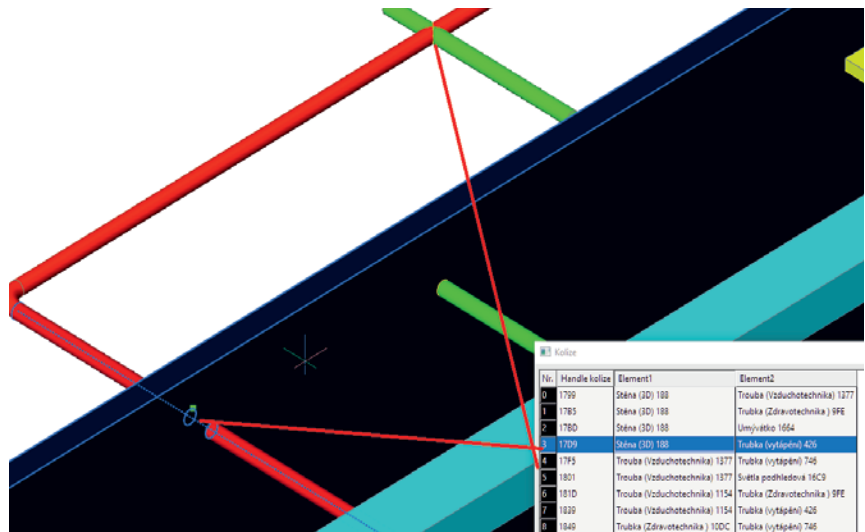 Kolize
Nr. Handle kolize Element1 Element2
0 1799 Stěna (3D) 188 Trouba (Vzduchotechnika) 1377
1 17B5 Stěna (3D) 188 Trubka (Zdravotechnika ) 9FE
2 17BD Stěna (3D) 188 Umývátko 1664
3 17D9 Stěna (3D) 188 Trubka (vytápění) 426
4 17F5 Trouba (Vzduchotechnika) 1377 Trubka (vytápění) 746
5 1801 Trouba (Vzduchotechnika) 1377 Světla podhledová 16C9
6 181D Trouba (Vzduchotechnika) 1154 Trubka (Zdravotechnika ) 9FE
7 1839 Trouba (Vzduchotechnika) 1154 Trubka (vytápění) 426
8 1849 Trubka (Zdravotechnika ) 10DC Trubka (vytápění) 746